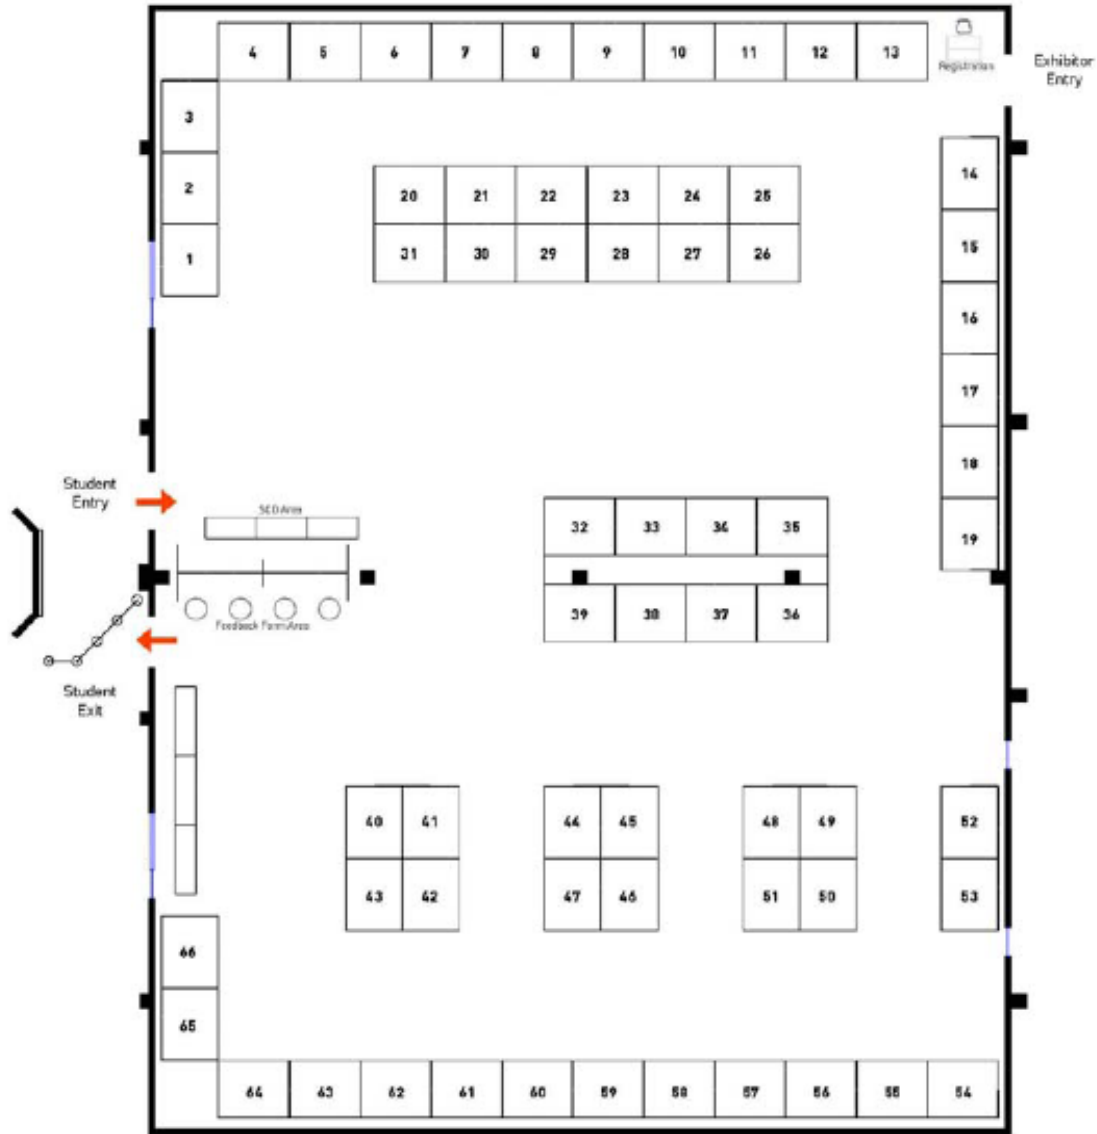 4 5 6 7 8 9 10 11 12 13
Registration
Exhibitor
Entry
3
14
2
20 21 22 23 24 25
15
1
31 30 29 28 27 26
16
17
18
Student
Entry
SCO Area
32 33 34 35
19
39 38 37 36
Feedback Form Area
Student
Exit
40 41 44 45 48 49 52
43 42 47 46 51 50 53
66
65
64 63 62 61 60 59 58 57 56 55 54